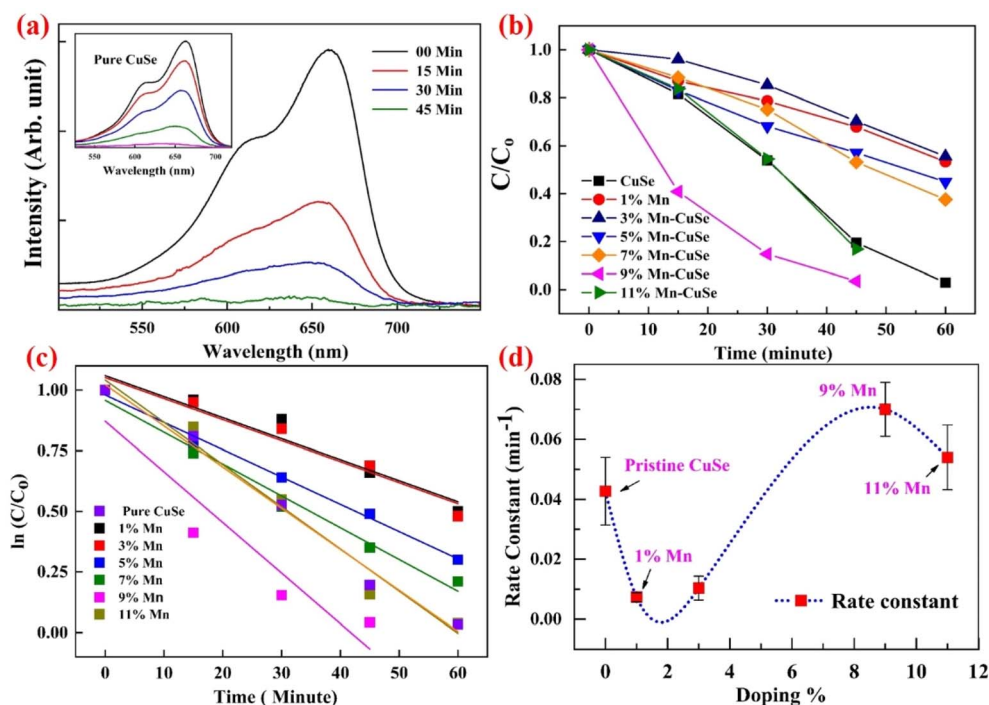 (a)
Pure CuSe
550 600 650 700
Wavelength (nm)
00 Min
15 Min
30 Min
45 Min
Intensity (Arb. unit)
550 600 650 700
Wavelength (nm)
(b)
1.0
0.8
0.6
0.4
0.2
0.0
C/C₀
CuSe
1% Mn
3% Mn-CuSe
5% Mn-CuSe
7% Mn-CuSe
9% Mn-CuSe
11% Mn-CuSe
0 10 20 30 40 50 60
Time (minute)
(c)
1.00
0.75
0.50
0.25
0.00
ln (C/C₀)
Pure CuSe
1% Mn
3% Mn
5% Mn
7% Mn
9% Mn
11% Mn
0 10 20 30 40 50 60
Time ( Minute)
(d)
0.08
0.06
0.04
0.02
0.00
Rate Constant (min⁻¹)
9% Mn
Pristine CuSe
11% Mn
1% Mn
Rate constant
0 2 4 6 8 10 12
Doping %